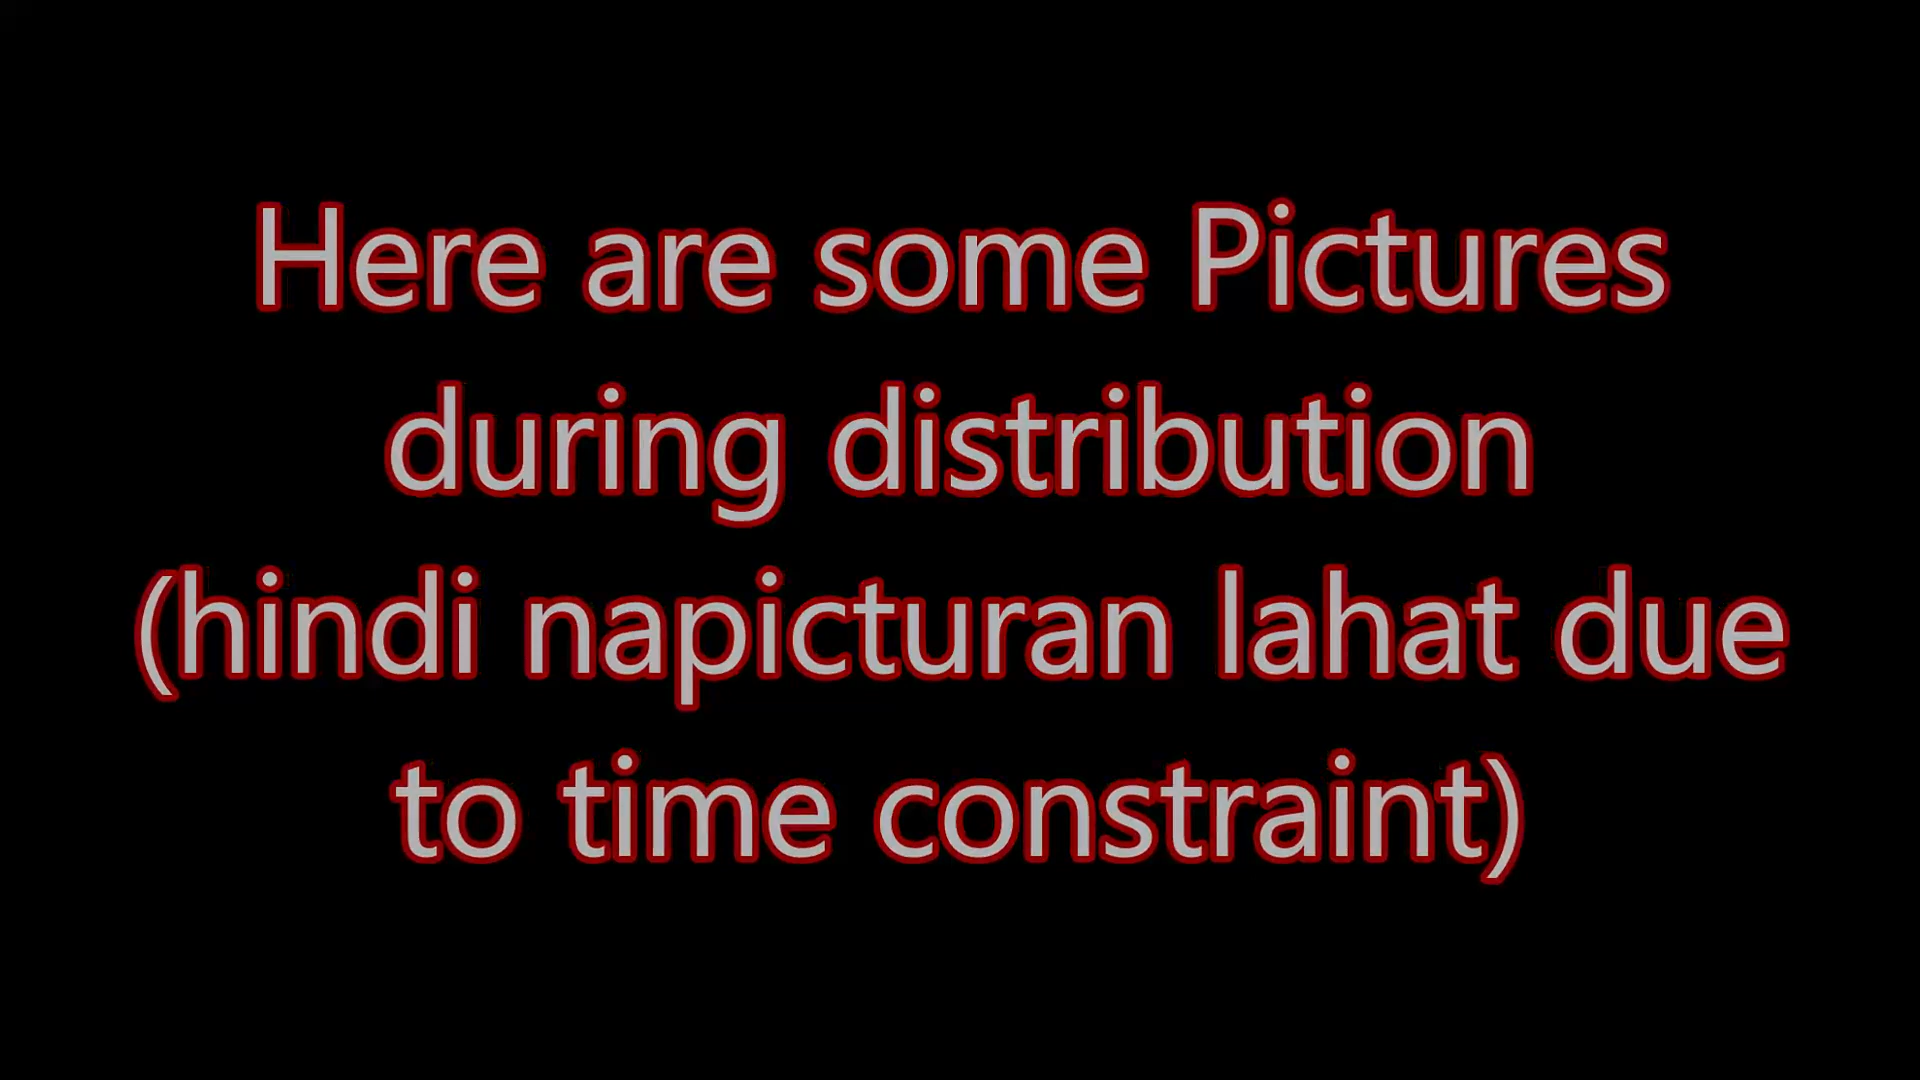 Here are some Pictures
during distribution
(hindi napicturan lahat due
to time constraint)